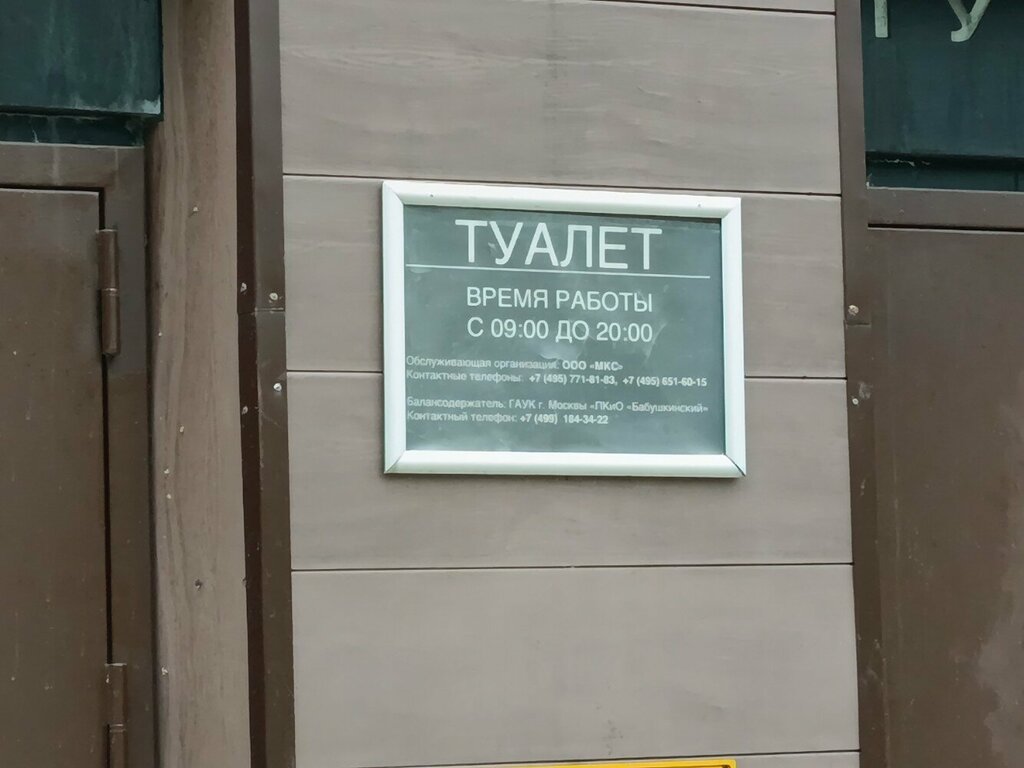 ТУ
ТУАЛЕТ
ВРЕМЯ РАБОТЫ
С 09:00 ДО 20:00
Обслуживающая организация: ООО «МКС»
Контактные телефоны: +7 (495) 771-81-83, +7 (495) 651-60-15
Балансодержатель: ГАУК г. Москвы «ПКиО «Бабушкинский»
Контактный телефон: +7 (499) 184-34-22